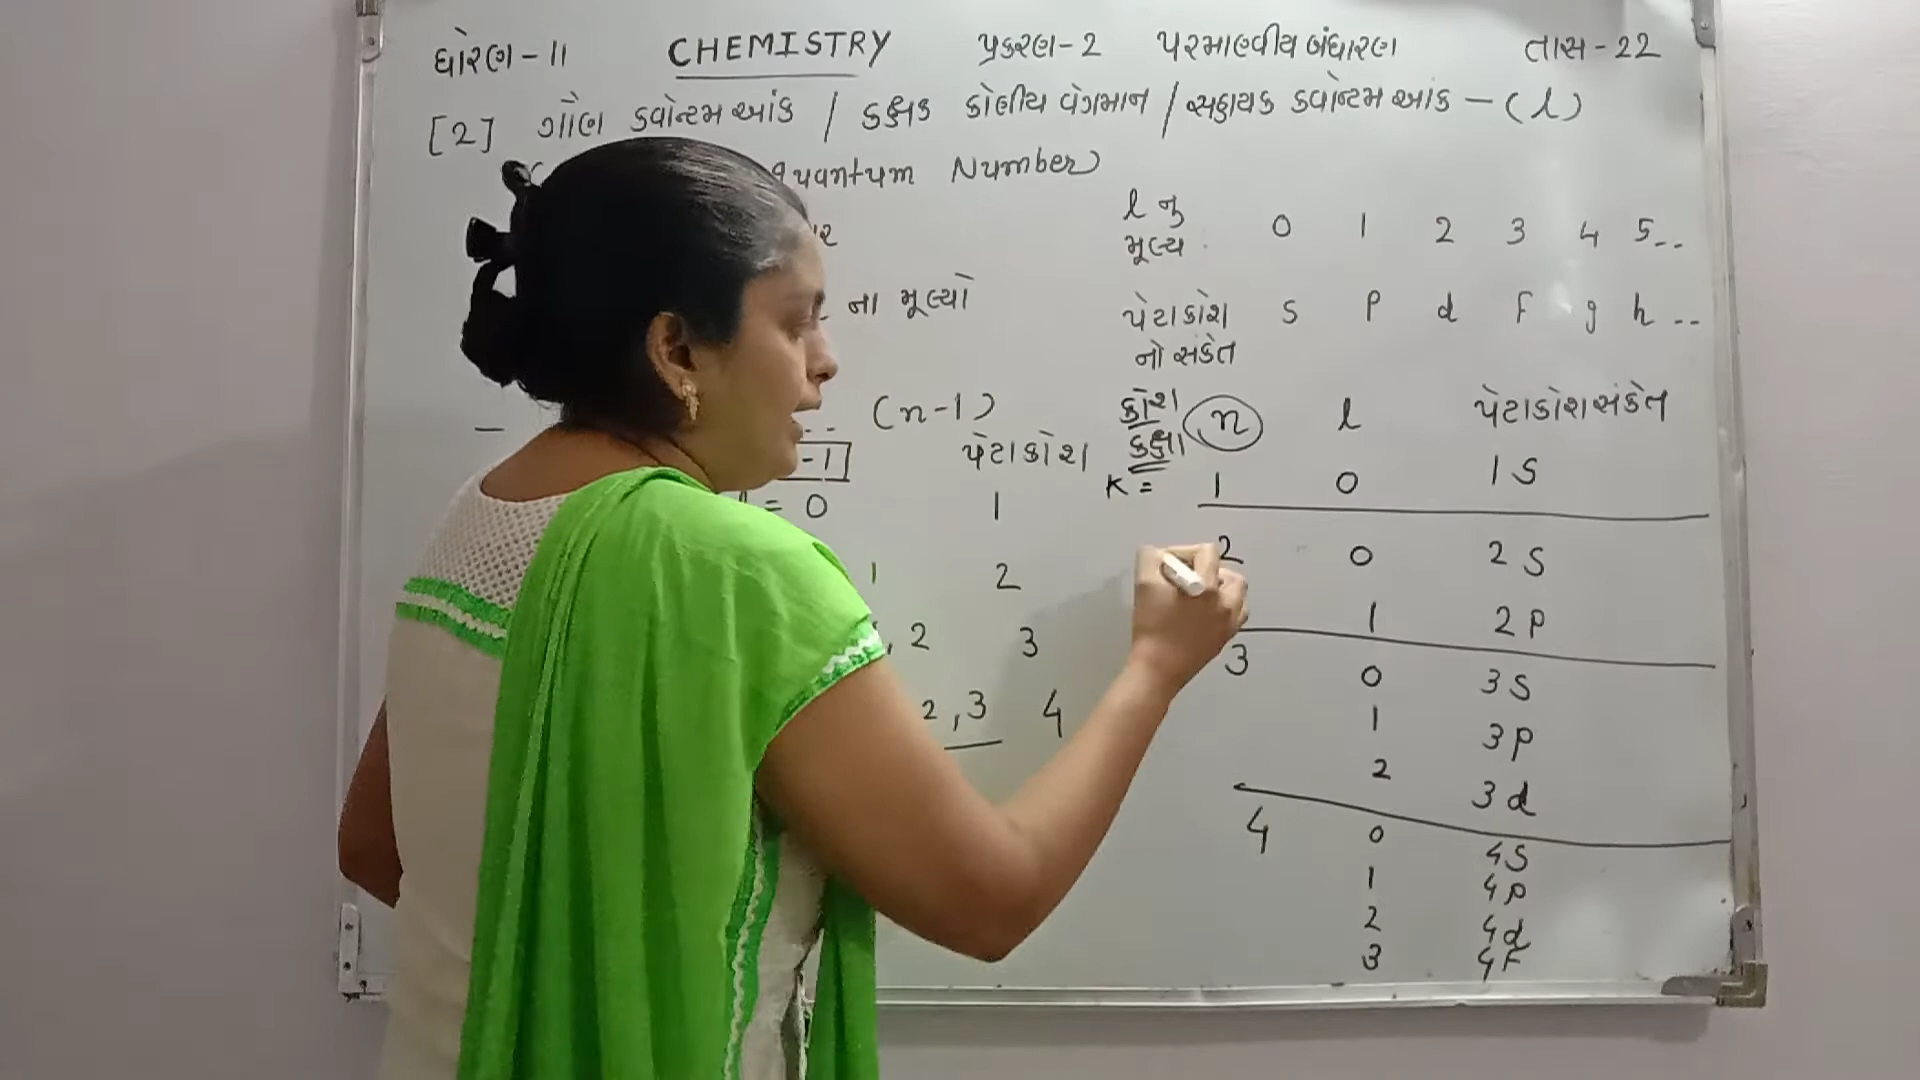 ધોરણ-11 CHEMISTRY પ્રકરણ-2 પરમાણ્વીય બંધારણ તાસ-22
[2] ગૌણ ક્વોન્ટમ આંક / કક્ષક કોણીય વેગમાન / સહાયક ક્વોન્ટમ આંક - (l)
Quantum Number
l નુ મૂલ્ય 0 1 2 3 4 5..
ના મૂલ્યો
પેટાકોશ નો સંકેત s p d f g h ..
.. (n-1)
-1 પેટાકોશ
કોશ કક્ષા n l પેટાકોશ સંકેત
l = 0 1
K = 1 0 1s
1 2
2 0 2s
1 2p
, 2 3
3 0 3s
1 3p
2 3d
2, 3 4
4 0 4s
1 4p
2 4d
3 4f